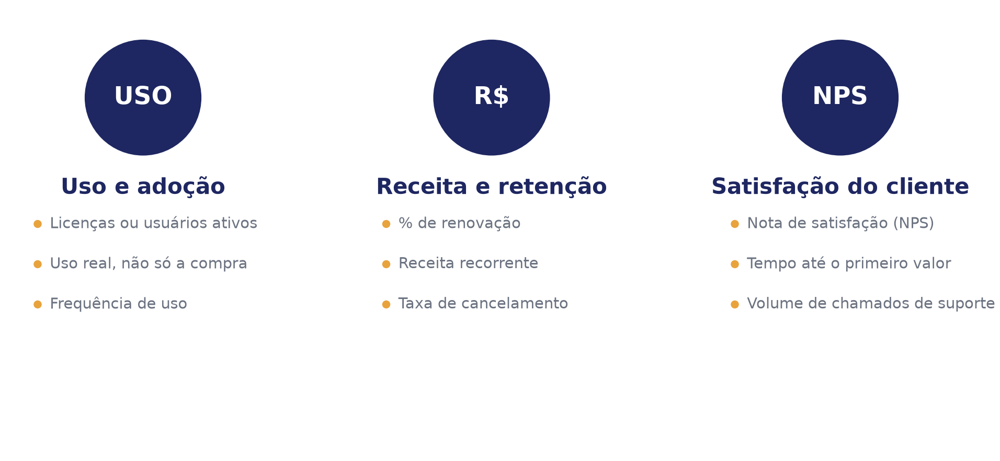 USO
Uso e adoção
Licenças ou usuários ativos
Uso real, não só a compra
Frequência de uso
R$
Receita e retenção
% de renovação
Receita recorrente
Taxa de cancelamento
NPS
Satisfação do cliente
Nota de satisfação (NPS)
Tempo até o primeiro valor
Volume de chamados de suporte